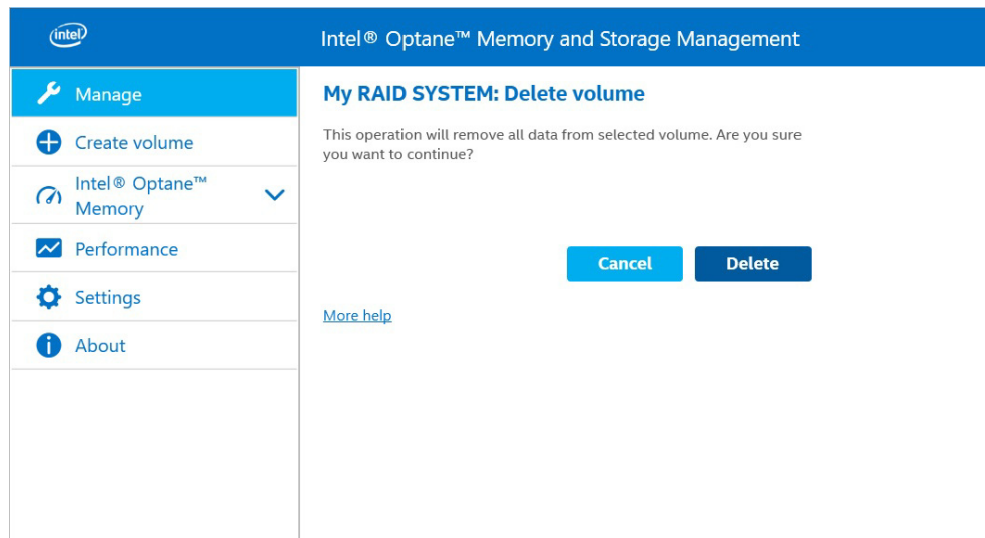 intel
Intel® Optane™ Memory and Storage Management
Manage
Create volume
Intel® Optane™
Memory
Performance
Settings
About
My RAID SYSTEM: Delete volume
This operation will remove all data from selected volume. Are you sure
you want to continue?
Cancel
Delete
More help